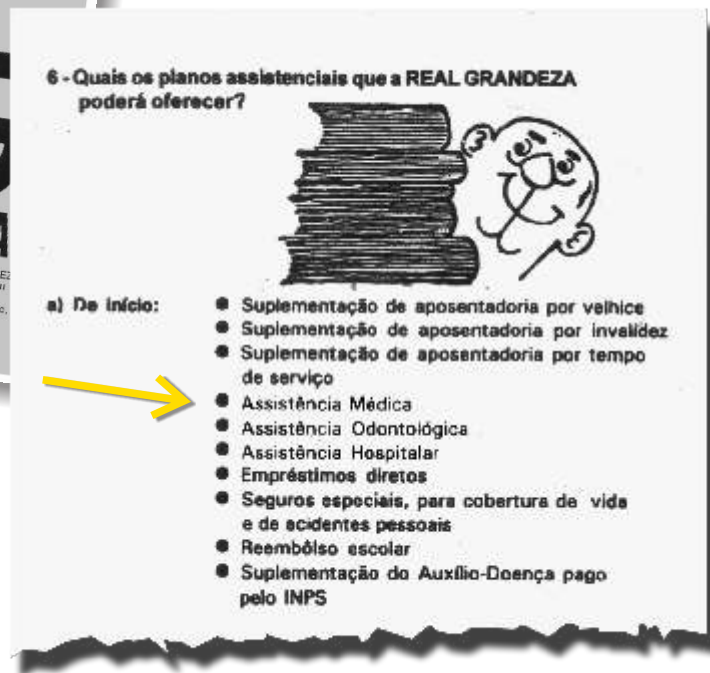 6 - Quais os planos assistenciais que a REAL GRANDEZA
poderá oferecer?
a) De início:
● Suplementação de aposentadoria por velhice
● Suplementação de aposentadoria por invalidez
● Suplementação de aposentadoria por tempo
de serviço
● Assistência Médica
● Assistência Odontológica
● Assistência Hospitalar
● Empréstimos diretos
● Seguros especiais, para cobertura de vida
e de acidentes pessoais
● Reembôlso escolar
● Suplementação do Auxílio-Doença pago
pelo INPS